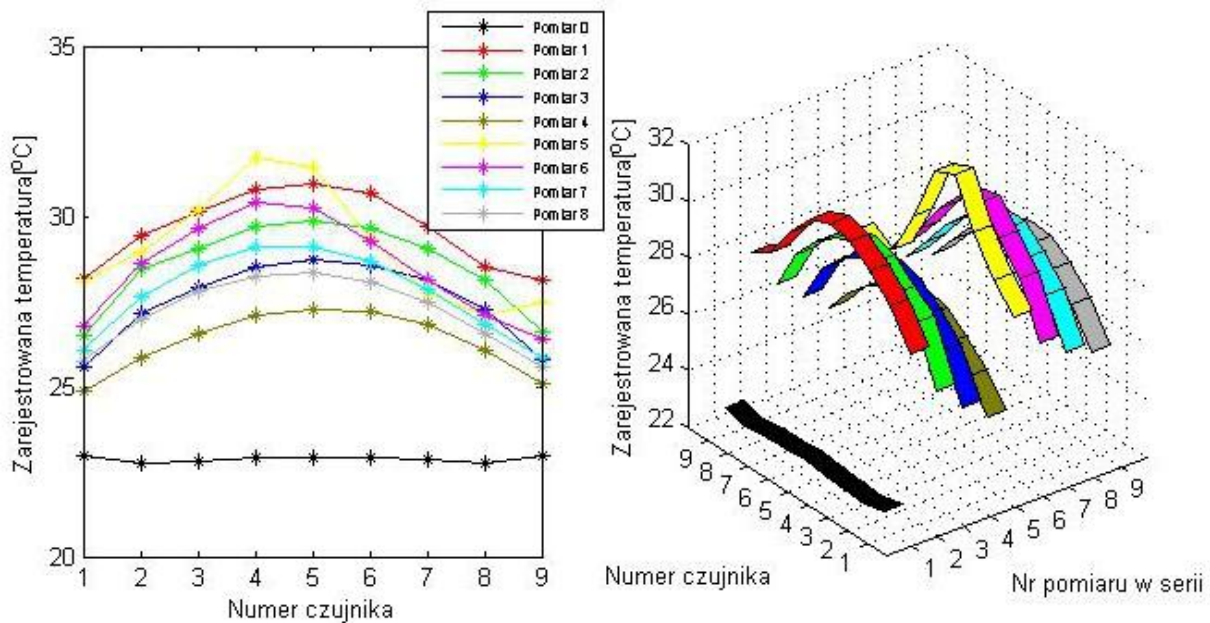 Pomiar 0
Pomiar 1
Pomiar 2
Pomiar 3
Pomiar 4
Pomiar 5
Pomiar 6
Pomiar 7
Pomiar 8
35
30
25
20
Zarejestrowana temperatura[⁰C]
1 2 3 4 5 6 7 8 9
Numer czujnika
32
30
28
26
24
22
Zarejestrowana temperatura[⁰C]
9 8 7 6 5 4 3 2 1
Numer czujnika
1 2 3 4 5 6 7 8 9
Nr pomiaru w serii